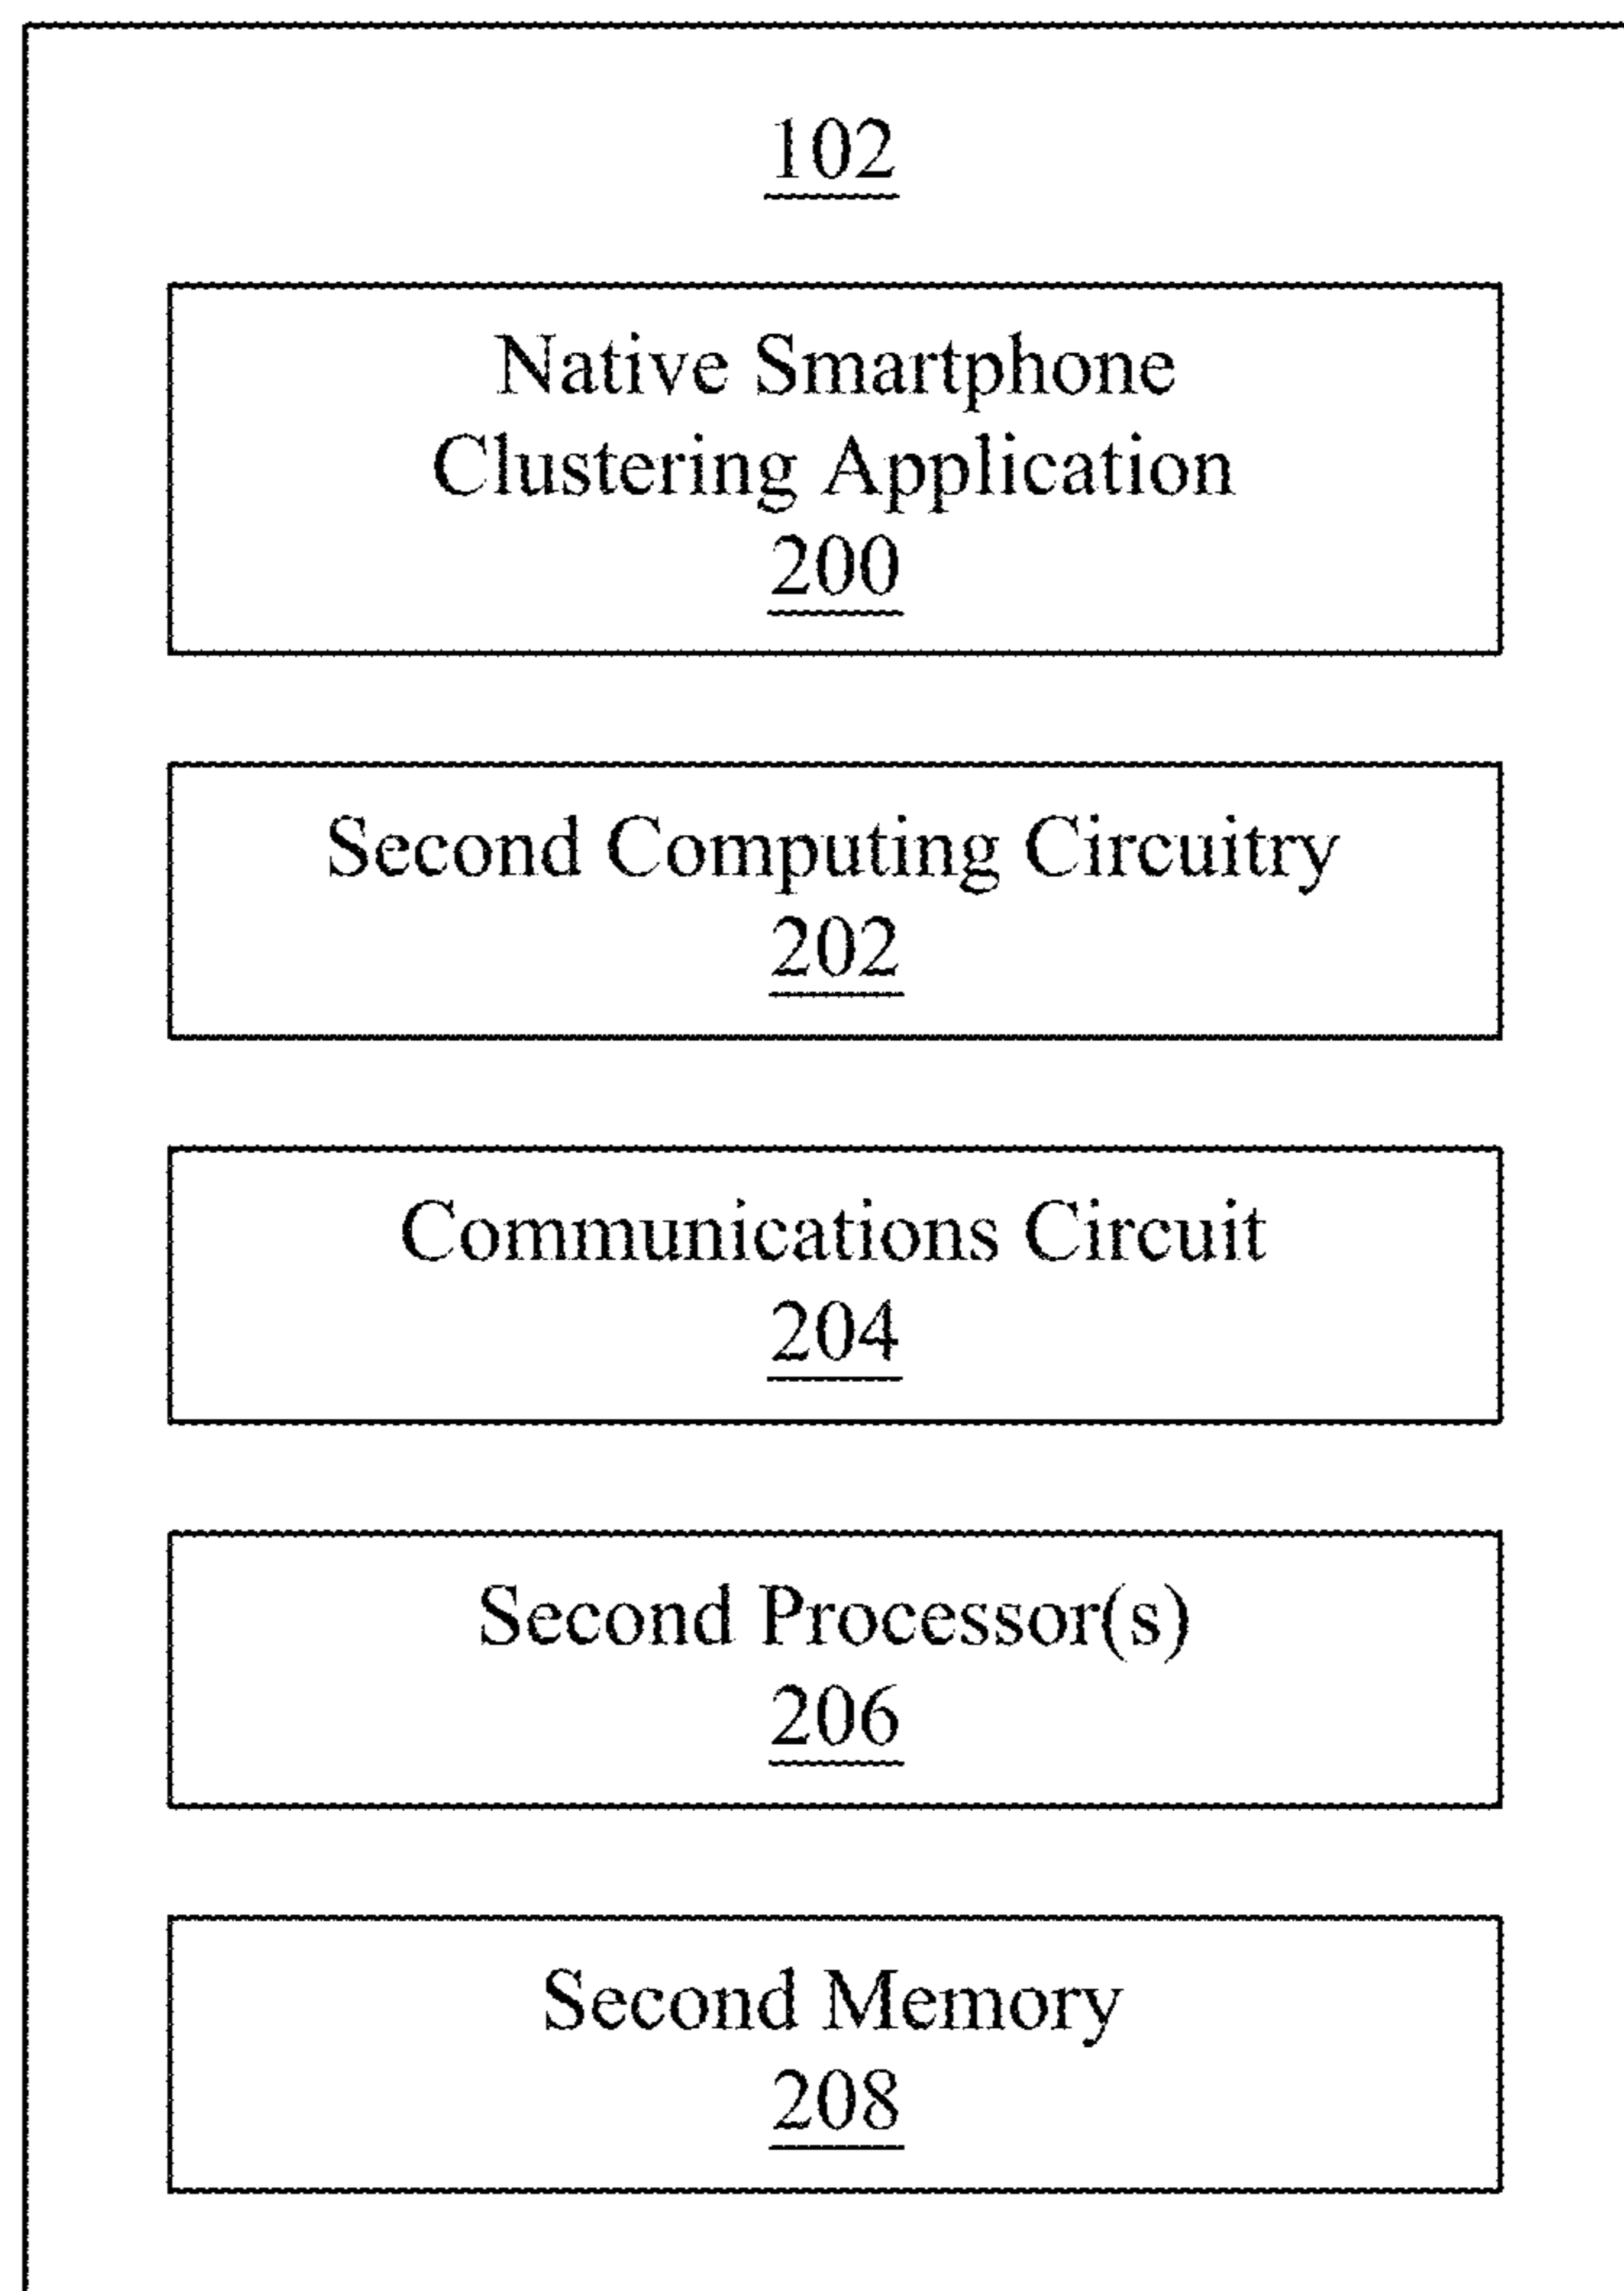 102
Native Smartphone
Clustering Application
200
Second Computing Circuitry
202
Communications Circuit
204
Second Processor(s)
206
Second Memory
208